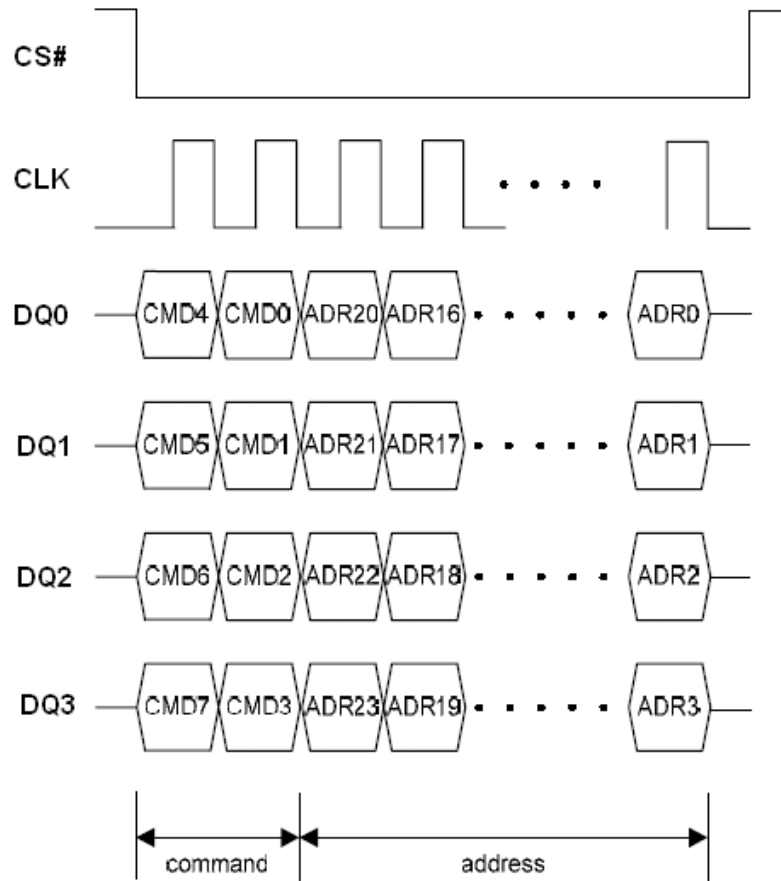 CS#
CLK
DQ0 CMD4 CMD0 ADR20 ADR16 ADR0
DQ1 CMD5 CMD1 ADR21 ADR17 ADR1
DQ2 CMD6 CMD2 ADR22 ADR18 ADR2
DQ3 CMD7 CMD3 ADR23 ADR19 ADR3
command address